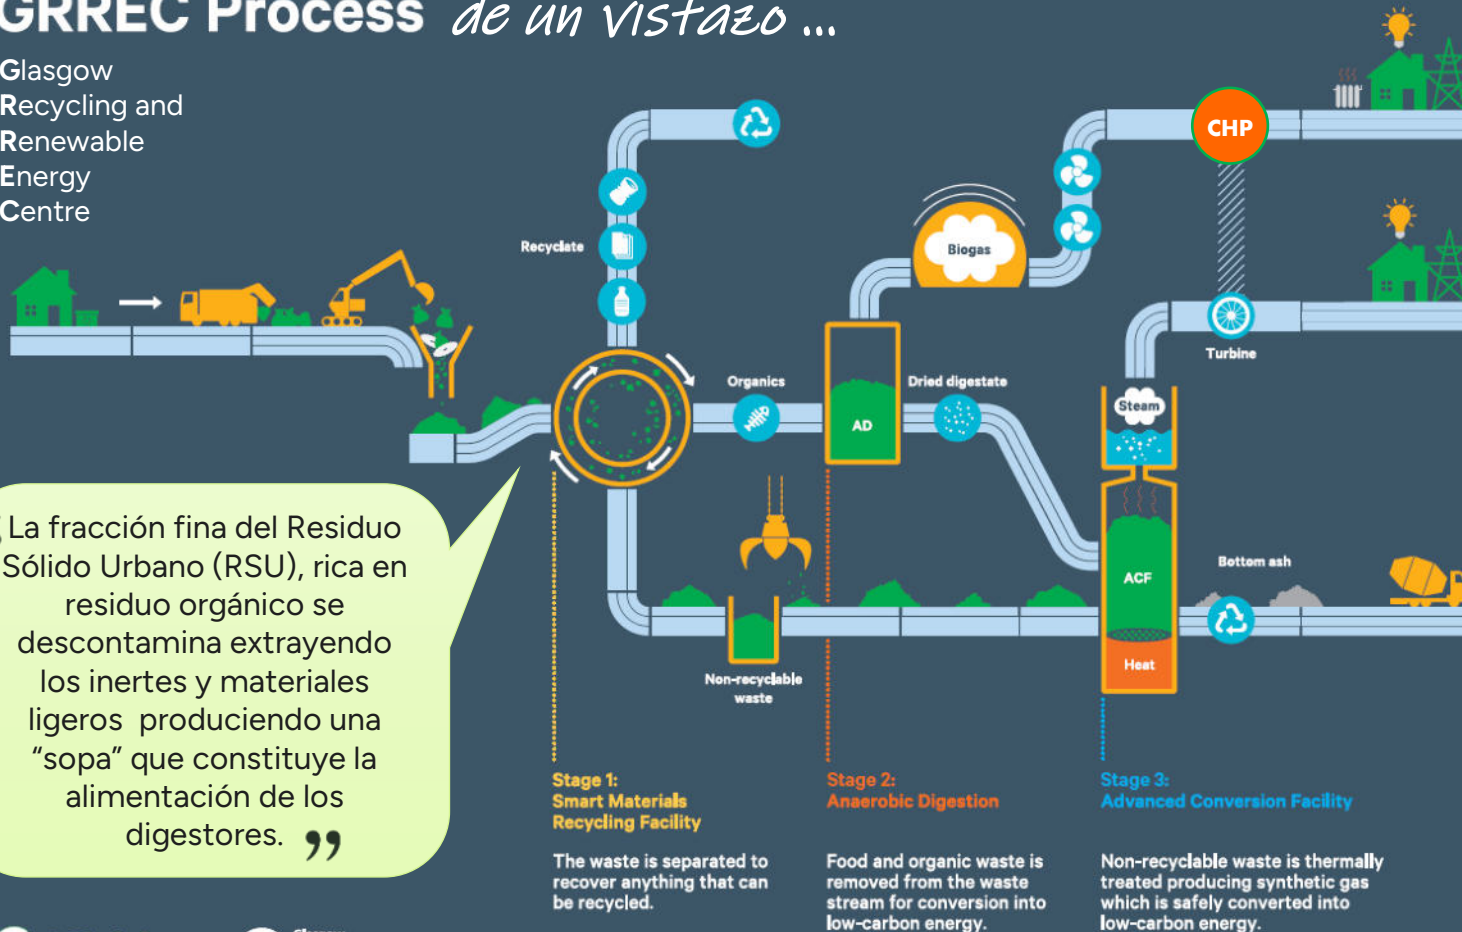 GRREC Process de un vistazo ...
Glasgow
Recycling and
Renewable
Energy
Centre
Recyclate
Biogas
CHP
Turbine
Organics
Dried digestate
AD
Steam
ACF
Heat
Bottom ash
Non-recyclable
waste
La fracción fina del Residuo
Sólido Urbano (RSU), rica en
residuo orgánico se
descontamina extrayendo
los inertes y materiales
ligeros produciendo una
“sopa” que constituye la
alimentación de los
digestores. ”
Stage 1:
Smart Materials
Recycling Facility
The waste is separated to
recover anything that can
be recycled.
Stage 2:
Anaerobic Digestion
Food and organic waste is
removed from the waste
stream for conversion into
low-carbon energy.
Stage 3:
Advanced Conversion Facility
Non-recyclable waste is thermally
treated producing synthetic gas
which is safely converted into
low-carbon energy.